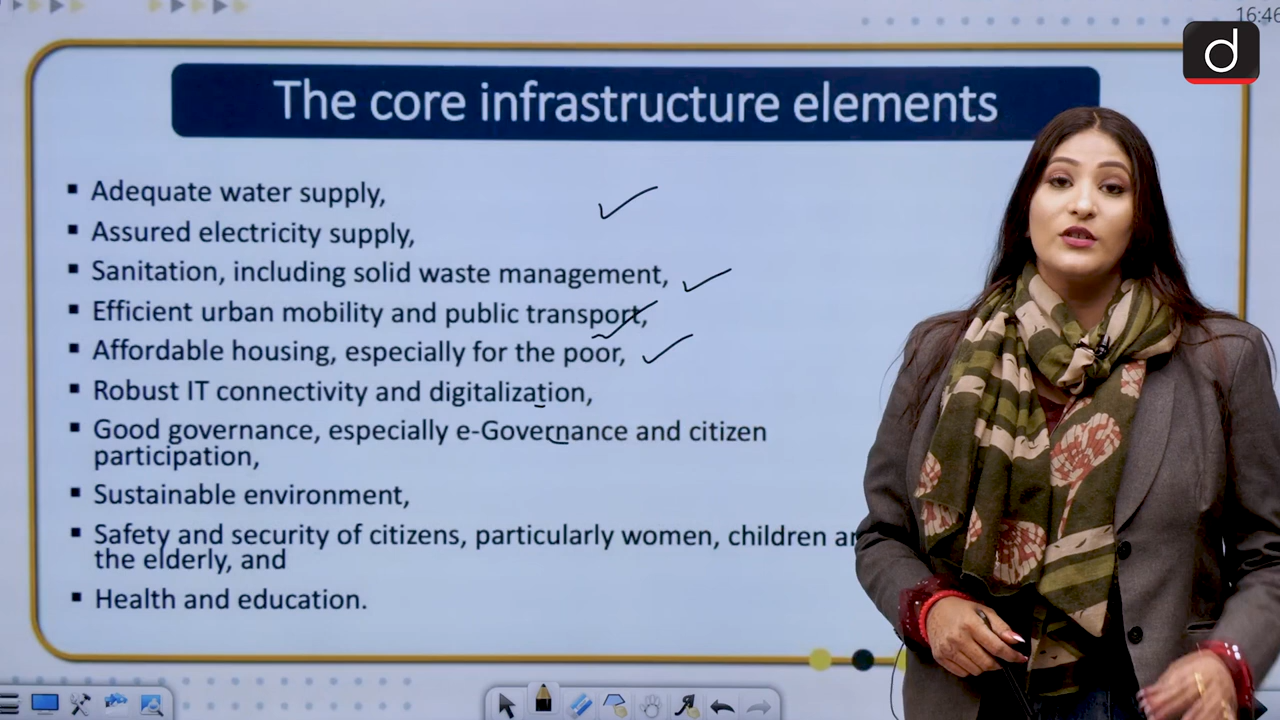 16:46
d
The core infrastructure elements
▪ Adequate water supply,
▪ Assured electricity supply,
▪ Sanitation, including solid waste management,
▪ Efficient urban mobility and public transport,
▪ Affordable housing, especially for the poor,
▪ Robust IT connectivity and digitalization,
▪ Good governance, especially e-Governance and citizen
participation,
▪ Sustainable environment,
▪ Safety and security of citizens, particularly women, children
the elderly, and
▪ Health and education.